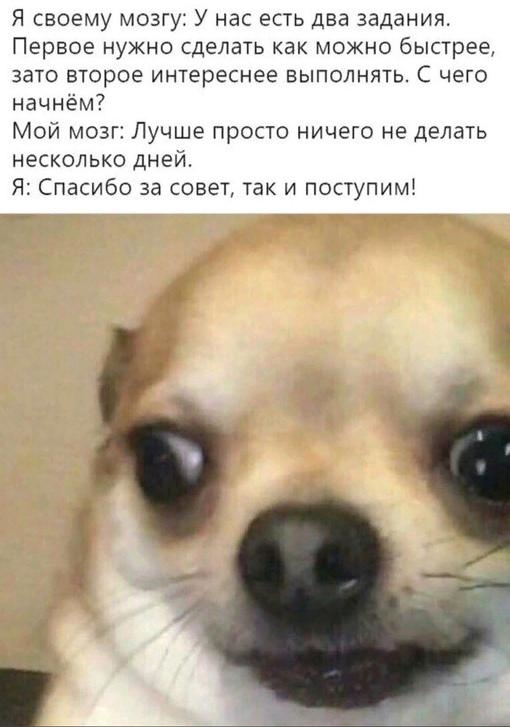 Я своему мозгу: У нас есть два задания.
Первое нужно сделать как можно быстрее,
зато второе интереснее выполнять. С чего
начнём?
Мой мозг: Лучше просто ничего не делать
несколько дней.
Я: Спасибо за совет, так и поступим!